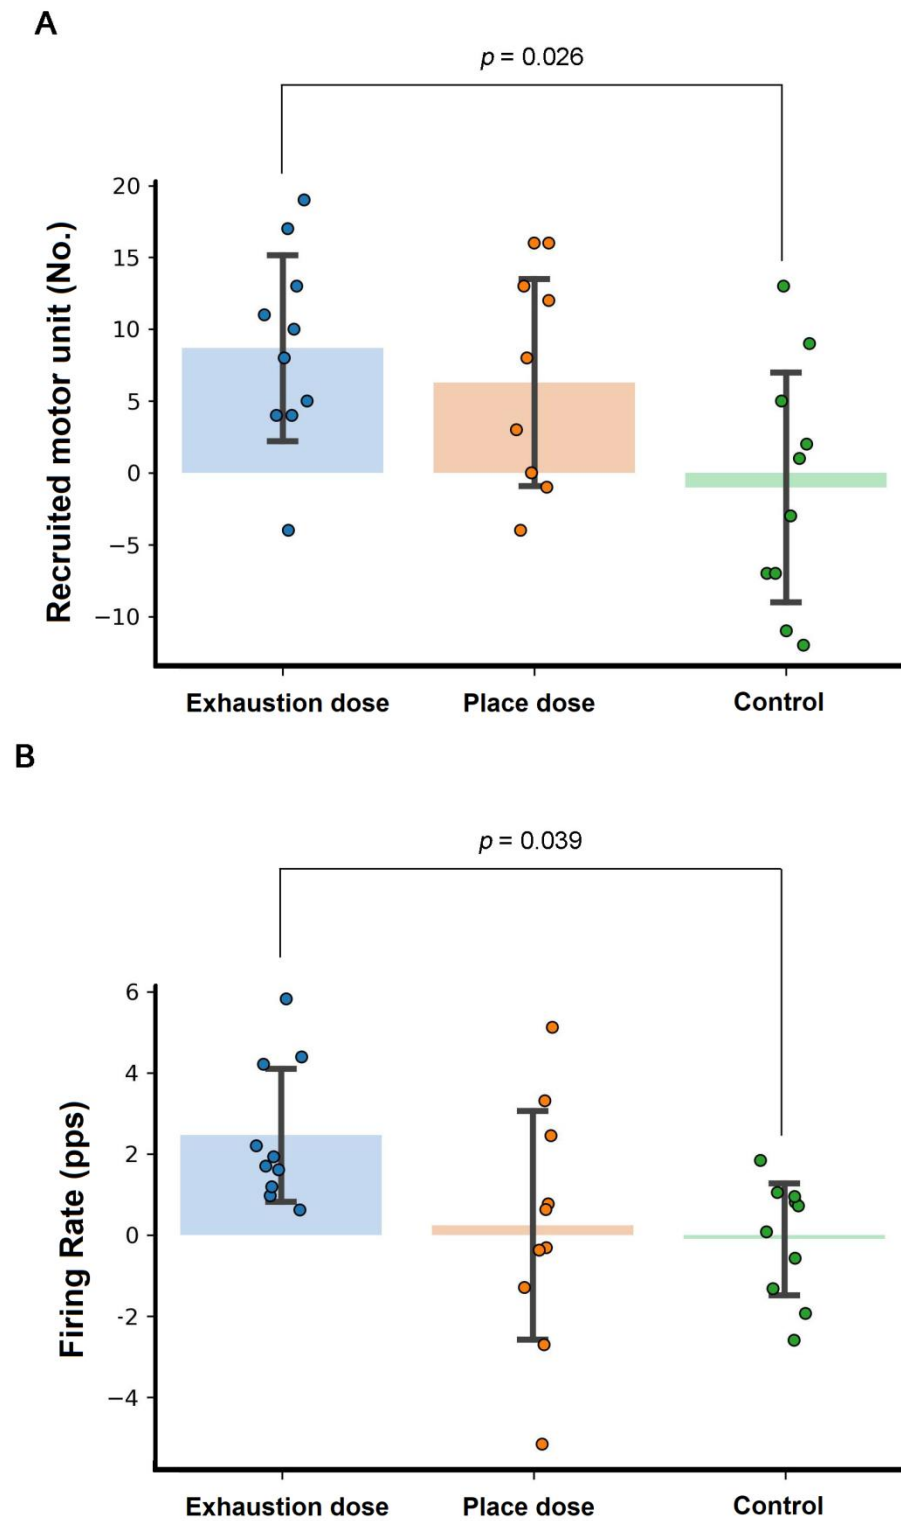 A
p = 0.026
20
15
10
5
0
−5
−10
Recruited motor unit (No.)
Exhaustion dose Place dose Control
B
p = 0.039
6
4
2
0
-2
−4
Firing Rate (pps)
Exhaustion dose Place dose Control